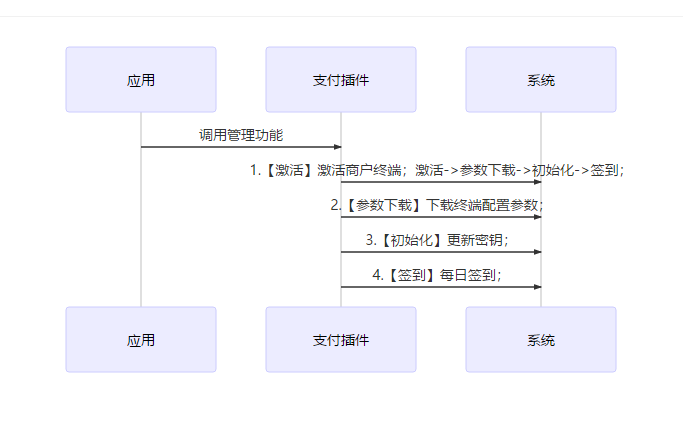 应用 支付插件 系统
调用管理功能
1.【激活】激活商户终端；激活->参数下载->初始化->签到；
2.【参数下载】下载终端配置参数；
3.【初始化】更新密钥；
4.【签到】每日签到；
应用 支付插件 系统